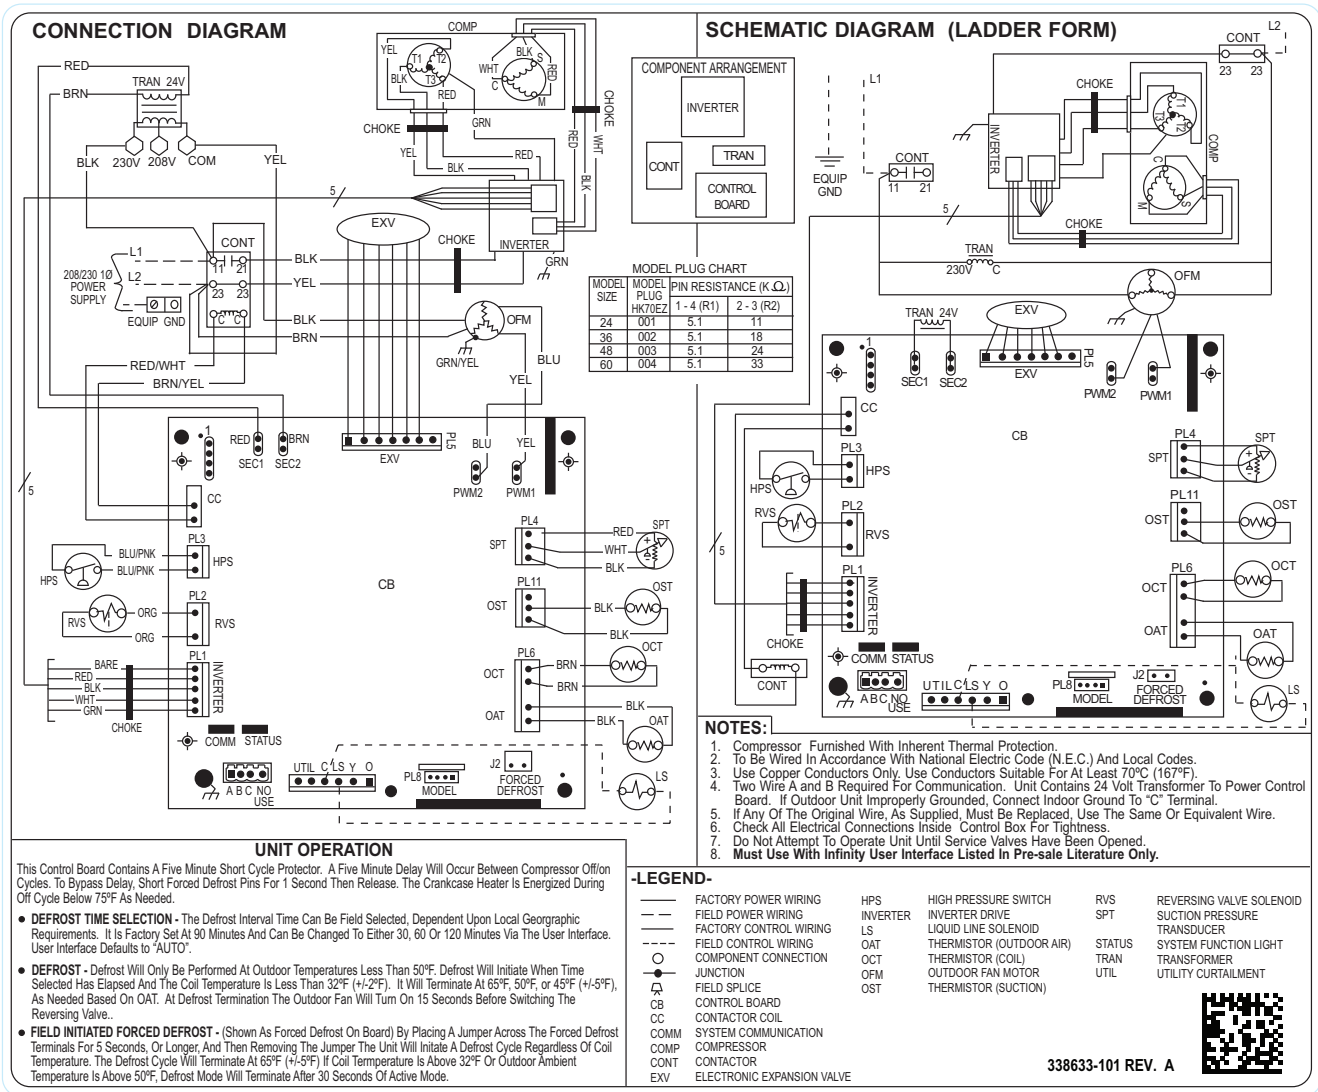 CONNECTION DIAGRAM
RED
BRN
TRAN 24V
BLK
230V
208V
COM
YEL
COMP
YEL
T1
T2
T3
BLK
RED
BLK
WHT
S
C
M
RED
CHOKE
GRN
CHOKE
RED
WHT
YEL
BLK
RED
BLK
5
EXV
CHOKE
INVERTER
GRN
CONT
L1
11
21
BLK
208/230 1Ø
POWER
SUPPLY
L2
23
23
YEL
EQUIP GND
C
C
BLK
BRN
OFM
GRN/YEL
BLU
YEL
RED/WHT
BRN/YEL
1
RED
BRN
SEC1
SEC2
EXV
PL5
BLU
YEL
PWM2
PWM1
5
CC
PL3
BLU/PNK
BLU/PNK
HPS
HPS
PL4
RED
SPT
SPT
WHT
BLK
PL2
ORG
RVS
RVS
ORG
CB
PL11
OST
OST
BLK
BLK
PL1
BARE
RED
BLK
WHT
GRN
INVERTER
CHOKE
PL6
OCT
OCT
BRN
BRN
BLK
OAT
OAT
BLK
COMM
STATUS
A B C NO
USE
UTIL C LS Y O
PL8
MODEL
J2
FORCED
DEFROST
LS
SCHEMATIC DIAGRAM (LADDER FORM)
COMPONENT ARRANGEMENT
INVERTER
CONT
TRAN
CONTROL
BOARD
MODEL PLUG CHART
MODEL SIZE | MODEL PLUG HK70EZ | PIN RESISTANCE (K Ω)
1 - 4 (R1) | 2 - 3 (R2)
24 001 5.1 11
36 002 5.1 18
48 003 5.1 24
60 004 5.1 33
L1
L2
CONT
23
23
EQUIP
GND
CONT
11
21
INVERTER
CHOKE
T1
T2
T3
COMP
C
S
M
CHOKE
5
TRAN
230V
C
OFM
TRAN 24V
EXV
1
SEC1
SEC2
EXV
PL5
PWM2
PWM1
CC
CB
PL3
HPS
HPS
PL4
SPT
SPT
RVS
PL2
RVS
PL11
OST
OST
5
PL1
INVERTER
CHOKE
PL6
OCT
OCT
OAT
OAT
COMM STATUS
CONT
A B C NO
USE
UTIL C LS Y O
PL8
MODEL
J2
FORCED
DEFROST
LS
NOTES:
1. Compressor Furnished With Inherent Thermal Protection.
2. To Be Wired In Accordance With National Electric Code (N.E.C.) And Local Codes.
3. Use Copper Conductors Only. Use Conductors Suitable For At Least 70ºC (167ºF).
4. Two Wire A and B Required For Communication. Unit Contains 24 Volt Transformer To Power Control
Board. If Outdoor Unit Improperly Grounded, Connect Indoor Ground To “C” Terminal.
5. If Any Of The Original Wire, As Supplied, Must Be Replaced, Use The Same Or Equivalent Wire.
6. Check All Electrical Connections Inside Control Box For Tightness.
7. Do Not Attempt To Operate Unit Until Service Valves Have Been Opened.
8. Must Use With Infinity User Interface Listed In Pre-sale Literature Only.
UNIT OPERATION
This Control Board Contains A Five Minute Short Cycle Protector. A Five Minute Delay Will Occur Between Compressor Off/on
Cycles. To Bypass Delay, Short Forced Defrost Pins For 1 Second Then Release. The Crankcase Heater Is Energized During
Off Cycle Below 75ºF As Needed.
● DEFROST TIME SELECTION - The Defrost Interval Time Can Be Field Selected, Dependent Upon Local Georgraphic
Requirements. It Is Factory Set At 90 Minutes And Can Be Changed To Either 30, 60 Or 120 Minutes Via The User Interface.
User Interface Defaults to “AUTO”.
● DEFROST - Defrost Will Only Be Performed At Outdoor Temperatures Less Than 50ºF. Defrost Will Initiate When Time
Selected Has Elapsed And The Coil Temperature Is Less Than 32ºF (+/-2ºF). It Will Terminate At 65ºF, 50ºF, or 45ºF (+/-5ºF),
As Needed Based On OAT. At Defrost Termination The Outdoor Fan Will Turn On 15 Seconds Before Switching The
Reversing Valve..
● FIELD INITIATED FORCED DEFROST - (Shown As Forced Defrost On Board) By Placing A Jumper Across The Forced Defrost
Terminals For 5 Seconds, Or Longer, And Then Removing The Jumper The Unit Will Initate A Defrost Cycle Regardless Of Coil
Temperature. The Defrost Cycle Will Terminate At 65ºF (+/-5ºF) If Coil Tmperature Is Above 32ºF Or Outdoor Ambient
Temperature Is Above 50ºF, Defrost Mode Will Terminate After 30 Seconds Of Active Mode.
-LEGEND-
FACTORY POWER WIRING
FIELD POWER WIRING
FACTORY CONTROL WIRING
FIELD CONTROL WIRING
COMPONENT CONNECTION
JUNCTION
FIELD SPLICE
CB CONTROL BOARD
CC CONTACTOR COIL
COMM SYSTEM COMMUNICATION
COMP COMPRESSOR
CONT CONTACTOR
EXV ELECTRONIC EXPANSION VALVE
HPS HIGH PRESSURE SWITCH
INVERTER INVERTER DRIVE
LS LIQUID LINE SOLENOID
OAT THERMISTOR (OUTDOOR AIR)
OCT THERMISTOR (COIL)
OFM OUTDOOR FAN MOTOR
OST THERMISTOR (SUCTION)
RVS REVERSING VALVE SOLENOID
SPT SUCTION PRESSURE
TRANSDUCER
STATUS SYSTEM FUNCTION LIGHT
TRAN TRANSFORMER
UTIL UTILITY CURTAILMENT
338633-101 REV. A